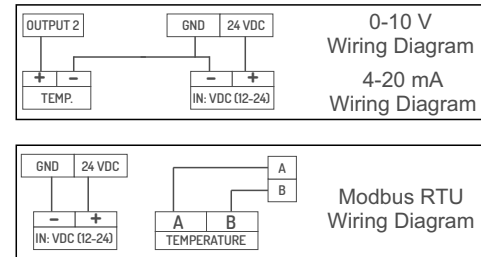 OUTPUT 2
GND 24 VDC
+ -
TEMP.
- +
IN: VDC (12-24)
0-10 V
Wiring Diagram
4-20 mA
Wiring Diagram
GND 24 VDC
- +
IN: VDC (12-24)
A
B
A B
TEMPERATURE
Modbus RTU
Wiring Diagram